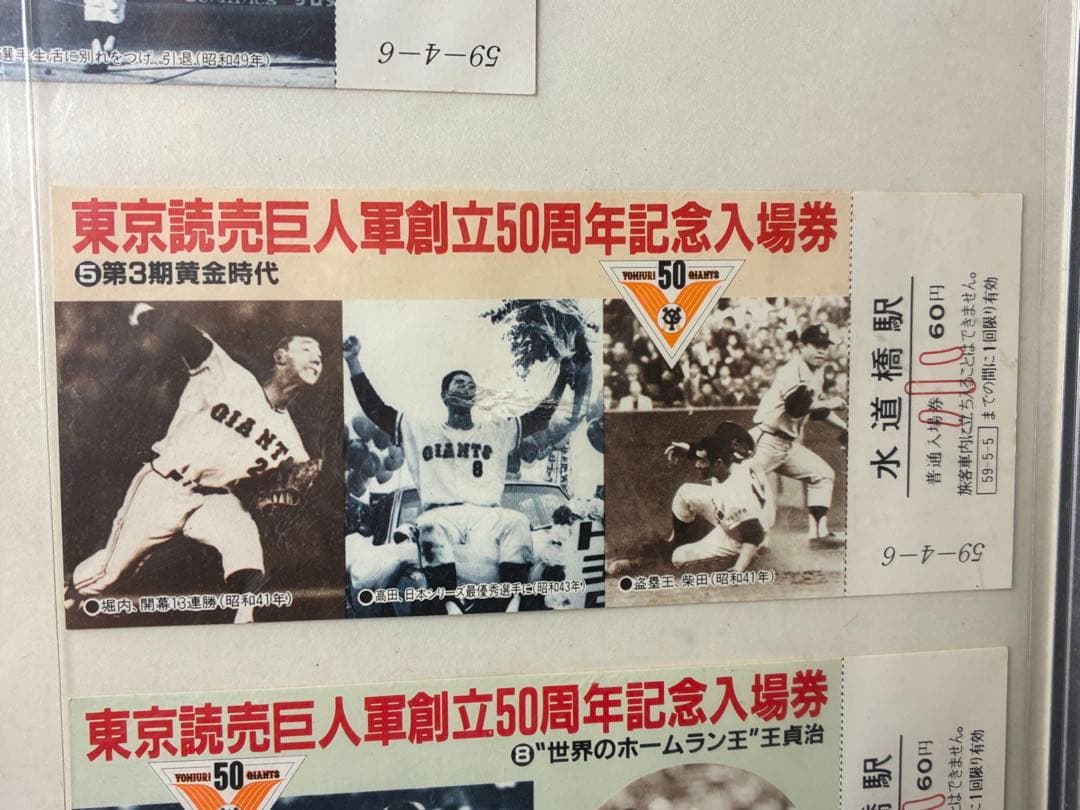 選手生活に別れをつげ、引退(昭和49年)
59-4-6
東京読売巨人軍創立50周年記念入場券
❺第3期黄金時代
YOMIURI 50 GIANTS
GIANTS
GIANTS
8
●堀内、開幕13連勝(昭和41年)
●高田、日本シリーズ最優秀選手に(昭和43年)
●盗塁王、柴田(昭和41年)
水道橋駅
普通入場券 60円
旅客車内に立ち入ることはできません。
59-5-5 までの間に1回限り有効
59-4-6
東京読売巨人軍創立50周年記念入場券
❽“世界のホームラン王”王貞治
YOMIURI 50 GIANTS
橋駅
60円
はできません。
に1回限り有効